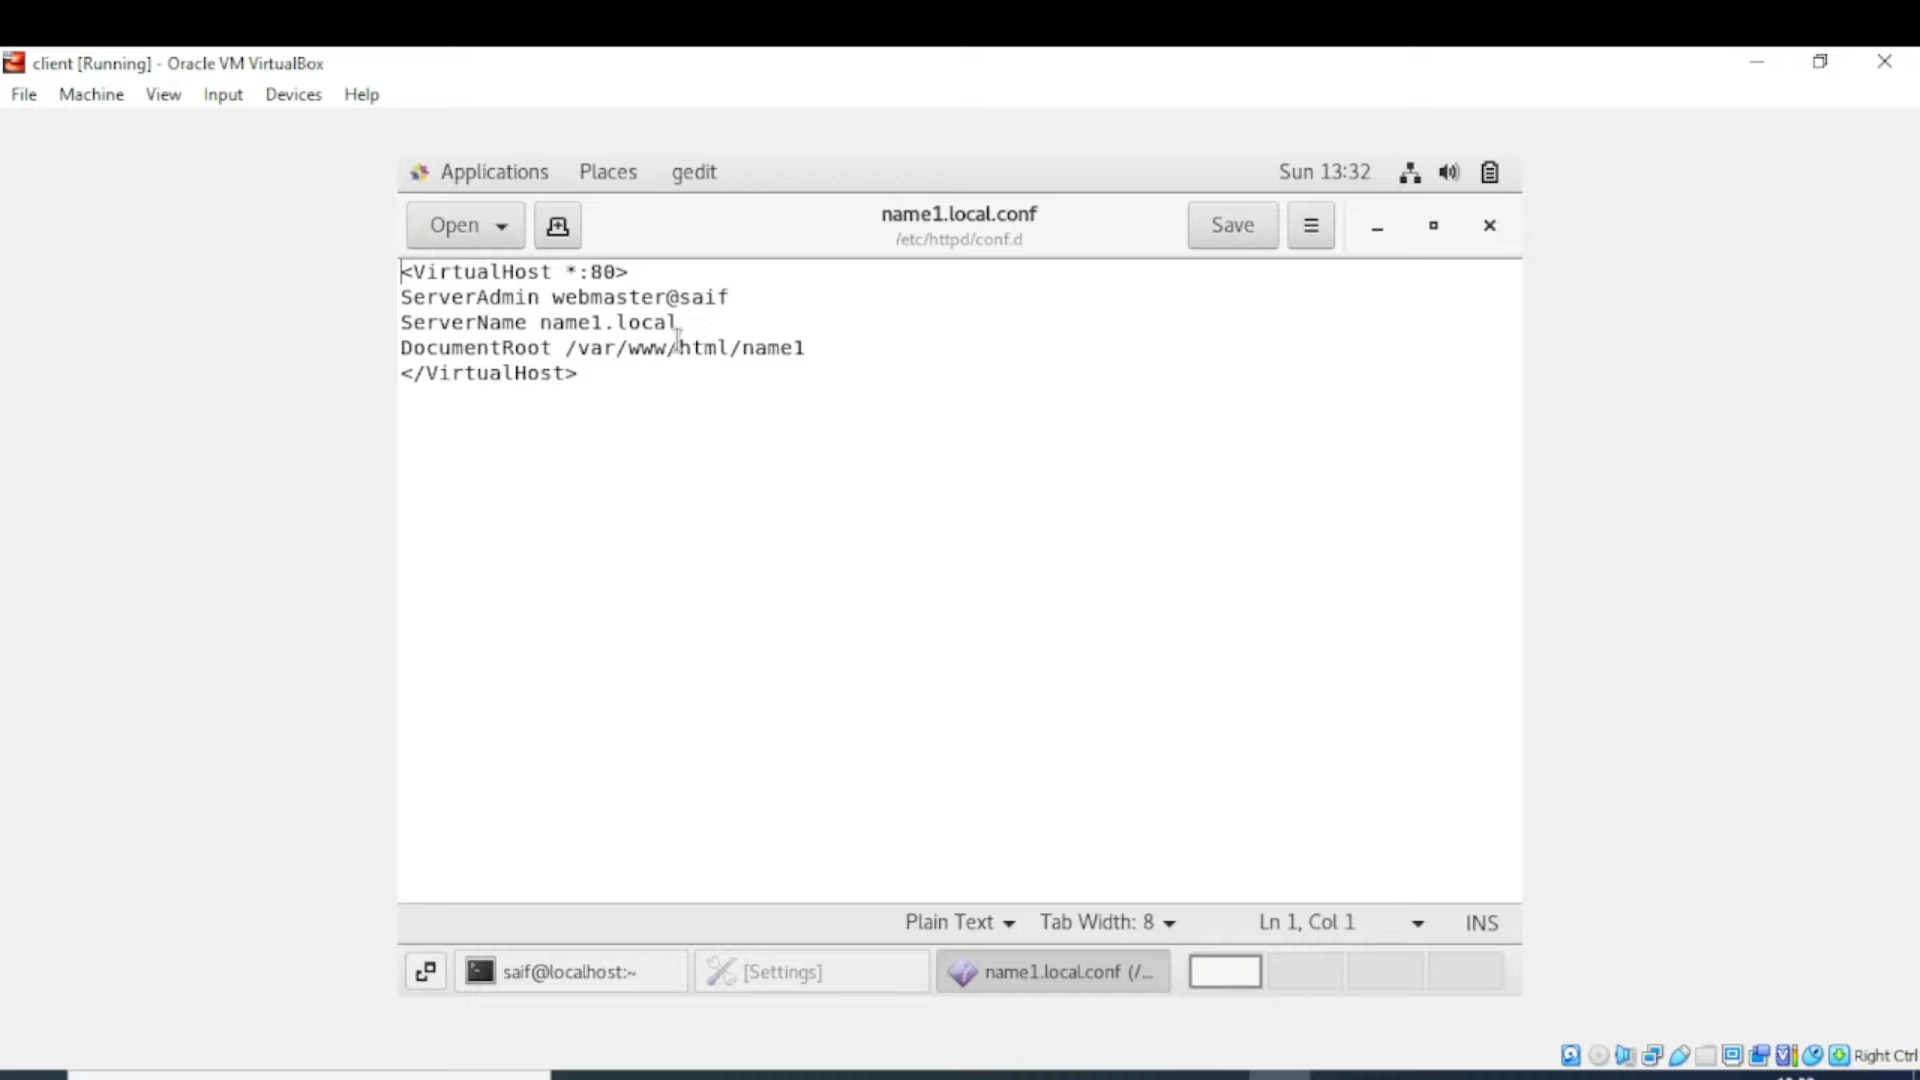 client [Running] - Oracle VM VirtualBox
File Machine View Input Devices Help
Applications Places gedit Sun 13:32
Open name1.local.conf Save
/etc/httpd/conf.d
<VirtualHost *:80>
ServerAdmin webmaster@saif
ServerName name1.local
DocumentRoot /var/www/html/name1
</VirtualHost>
Plain Text Tab Width: 8 Ln 1, Col 1 INS
saif@localhost:~ [Settings] name1.local.conf (/...
Right Ctrl